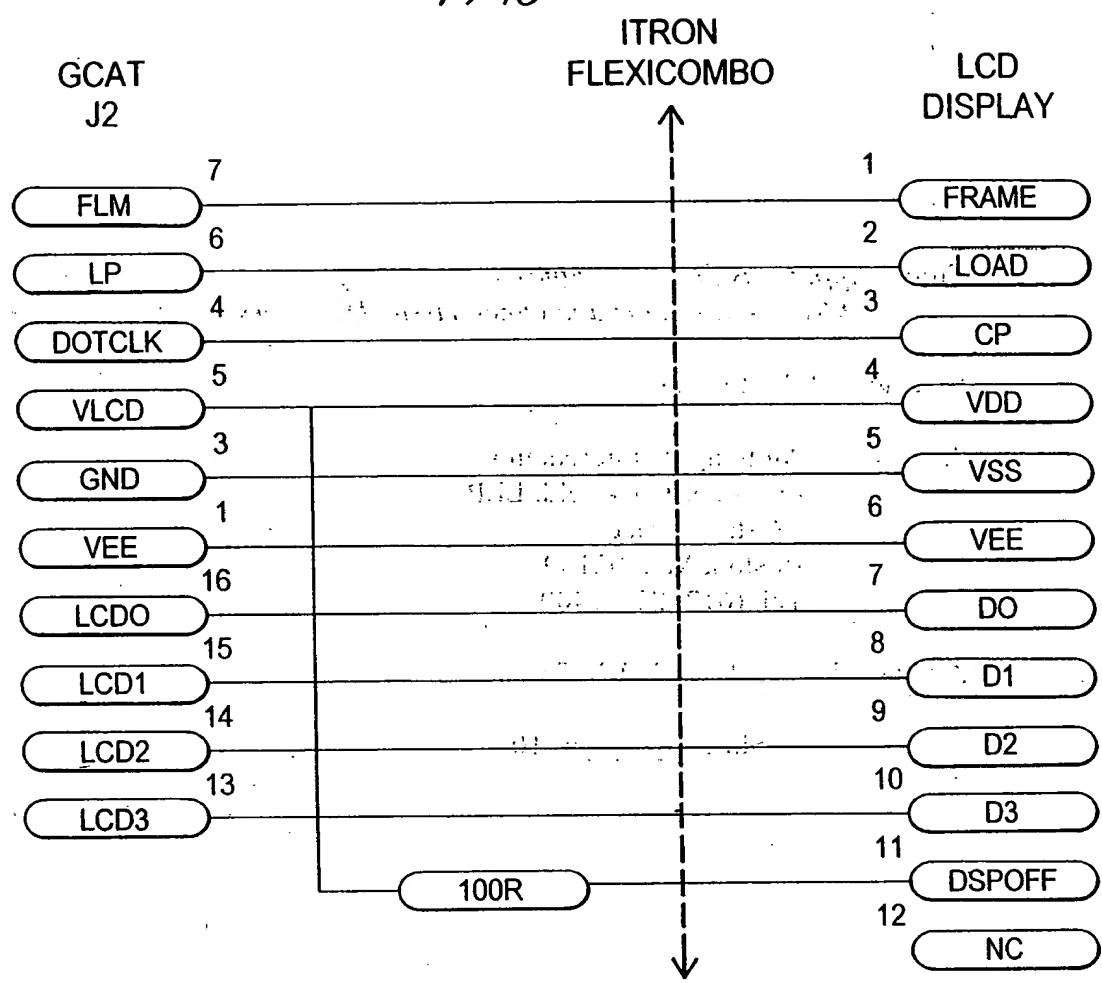 ITRON
FLEXICOMBO
GCAT
J2
LCD
DISPLAY
7 1
FLM FRAME
6 2
LP LOAD
4 3
DOTCLK CP
5 4
VLCD VDD
3 5
GND VSS
1 6
VEE VEE
16 7
LCDO DO
15 8
LCD1 D1
14 9
LCD2 D2
13 10
LCD3 D3
11
100R DSPOFF
12
NC